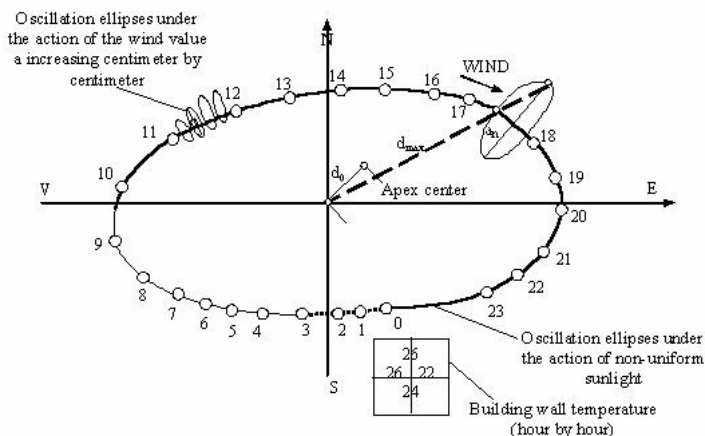 Oscillation ellipses under
the action of the wind value
a increasing centimeter by
centimeter
N
WIND
11
12
13
14
15
16
17
18
19
20
21
22
23
10
9
8
7
6
5
4
3
2
1
0
V
E
S
d0
dmax
an
Apex center
26
26 22
24
Oscillation ellipses under
the action of non-uniform
sunlight
Building wall temperature
(hour by hour)